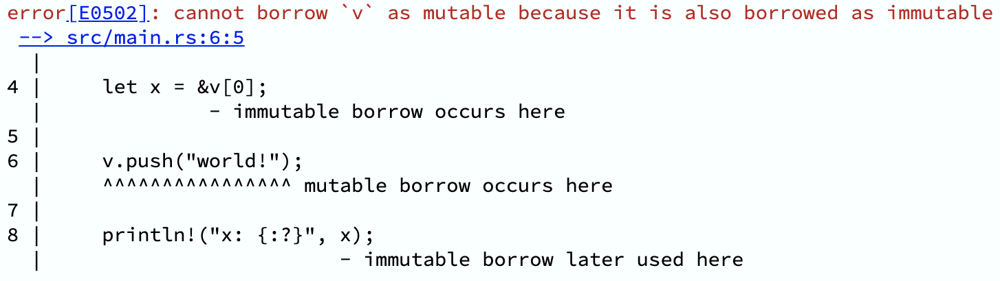 error[E0502]: cannot borrow `v` as mutable because it is also borrowed as immutable
 --> src/main.rs:6:5
  |
4 |     let x = &v[0];
  |              - immutable borrow occurs here
5 |
6 |     v.push("world!");
  |     ^^^^^^^^^^^^^^^^ mutable borrow occurs here
7 |
8 |     println!("x: {:?}", x);
  |                         - immutable borrow later used here